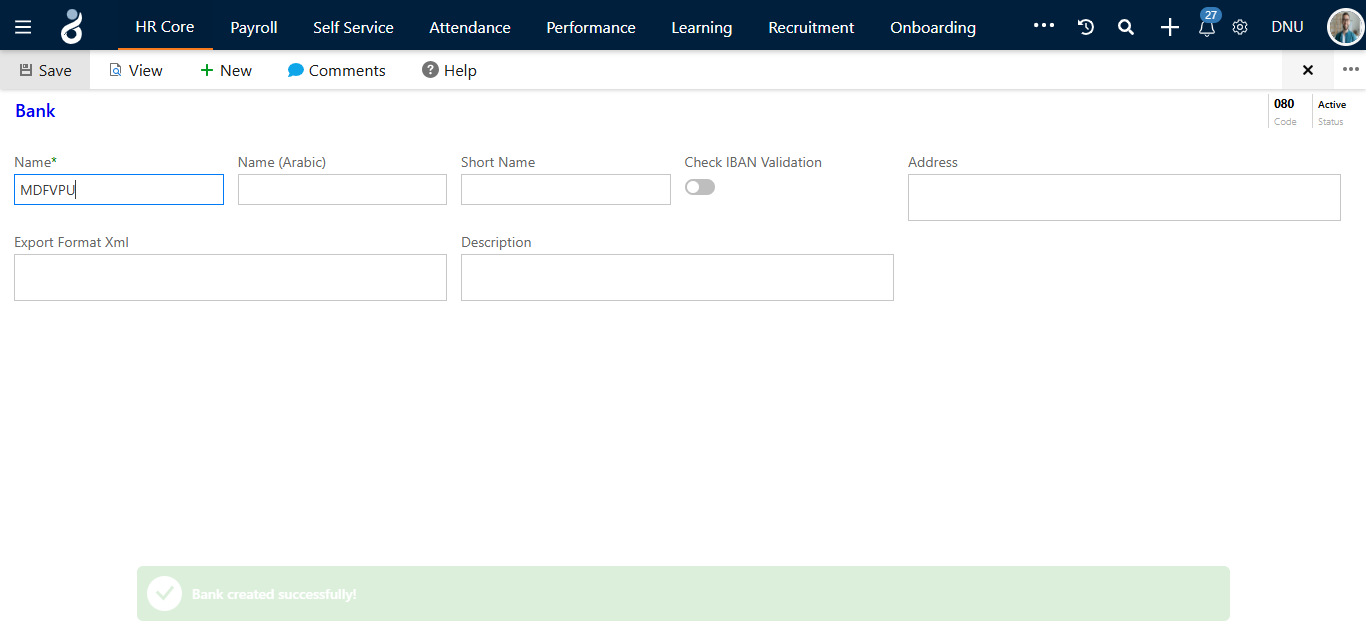 HR Core Payroll Self Service Attendance Performance Learning Recruitment Onboarding ••• 27 DNU
Save View New Comments Help •••
Bank
080 Active
Code Status
Name* Name (Arabic) Short Name Check IBAN Validation Address
MDFVPU
Export Format Xml Description
Bank created successfully!